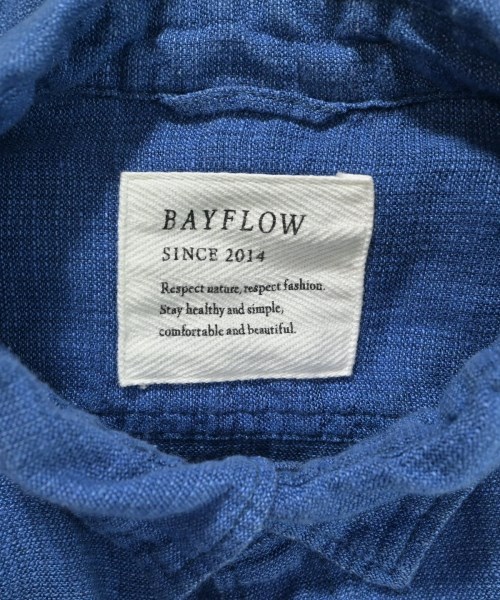 BAYFLOW
SINCE 2014
Respect nature, respect fashion.
Stay healthy and simple,
comfortable and beautiful.